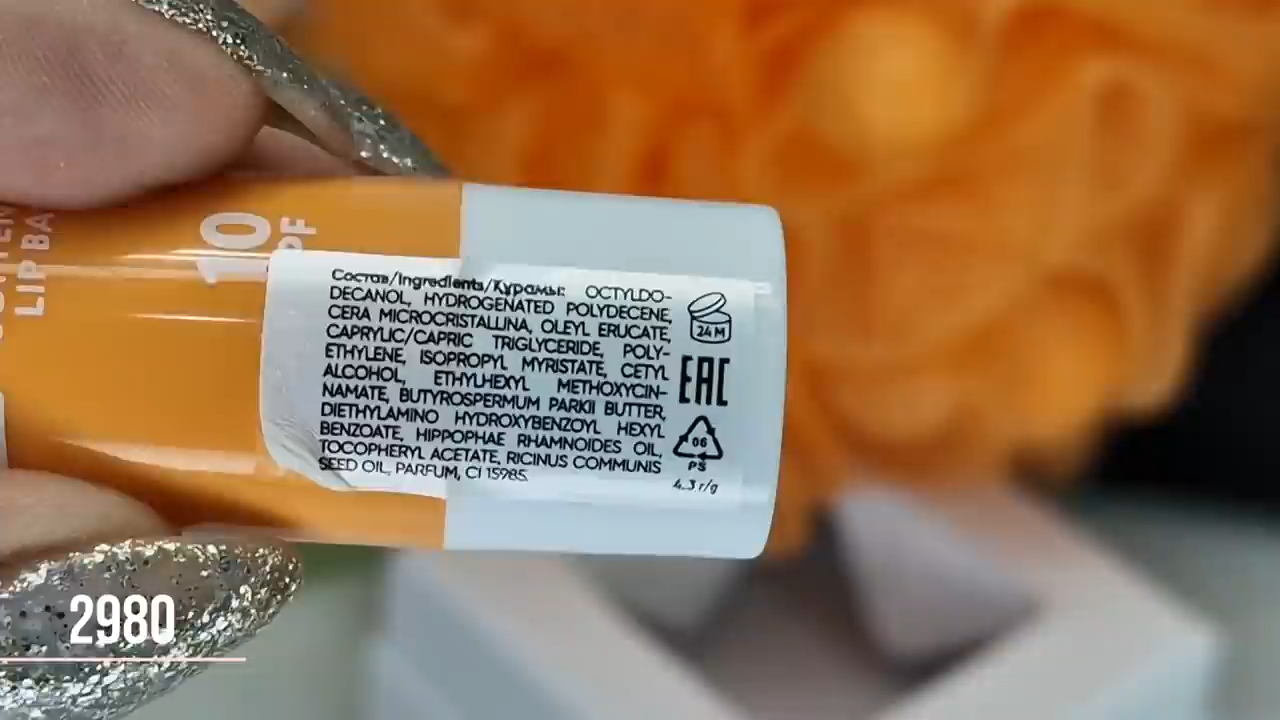 10
LIP BA
Состав/Ingredients/Құрамы: OCTYLDO-
DECANOL, HYDROGENATED POLYDECENE,
CERA MICROCRISTALLINA, OLEYL ERUCATE,
CAPRYLIC/CAPRIC TRIGLYCERIDE, POLY-
ETHYLENE, ISOPROPYL MYRISTATE, CETYL
ALCOHOL, ETHYLHEXYL METHOXYCIN-
NAMATE, BUTYROSPERMUM PARKII BUTTER,
DIETHYLAMINO HYDROXYBENZOYL HEXYL
BENZOATE, HIPPOPHAE RHAMNOIDES OIL,
TOCOPHERYL ACETATE, RICINUS COMMUNIS
SEED OIL, PARFUM, CI 15985.
24 M
EAC
06
PS
4.3 г/g
2980